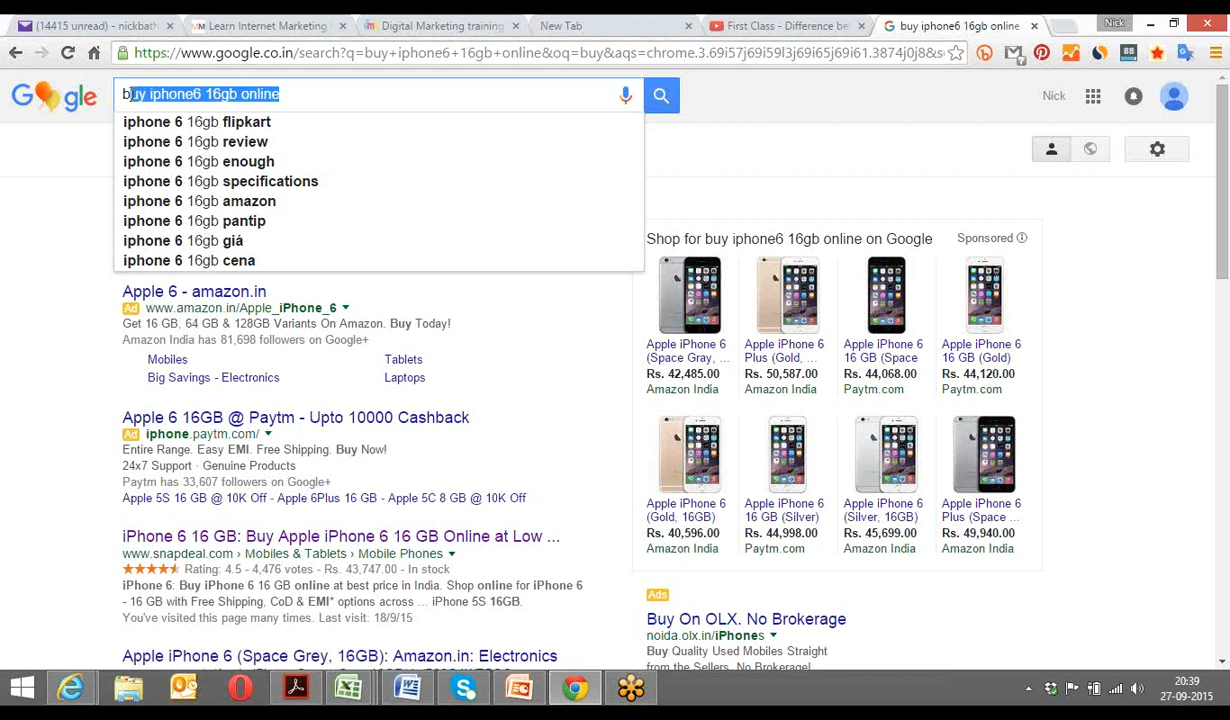 (14415 unread) - nickbath
Learn Internet Marketing
Digital Marketing training
New Tab
First Class - Difference bet
buy iphone6 16gb online
Nick
https://www.google.co.in/search?q=buy+iphone6+16gb+online&oq=buy&aqs=chrome.3.69i57j69i59l3j69i65j69i61.3874j0j8&s
88
Google
buy iphone6 16gb online
Nick
iphone 6 16gb flipkart
iphone 6 16gb review
iphone 6 16gb enough
iphone 6 16gb specifications
iphone 6 16gb amazon
iphone 6 16gb pantip
iphone 6 16gb giá
iphone 6 16gb cena
Apple 6 - amazon.in
Ad www.amazon.in/Apple_iPhone_6
Get 16 GB, 64 GB & 128GB Variants On Amazon. Buy Today!
Amazon India has 81,698 followers on Google+
Mobiles Tablets
Big Savings - Electronics Laptops
Apple 6 16GB @ Paytm - Upto 10000 Cashback
Ad iphone.paytm.com/
Entire Range. Easy EMI. Free Shipping. Buy Now!
24x7 Support · Genuine Products
Paytm has 33,607 followers on Google+
Apple 5S 16 GB @ 10K Off - Apple 6Plus 16 GB - Apple 5C 8 GB @ 10K Off
iPhone 6 16 GB: Buy Apple iPhone 6 16 GB Online at Low ...
www.snapdeal.com › Mobiles & Tablets › Mobile Phones
Rating: 4.5 - 4,476 votes - Rs. 43,747.00 - In stock
iPhone 6: Buy iPhone 6 16 GB online at best price in India. Shop online for iPhone 6
- 16 GB with Free Shipping, CoD & EMI* options across ... iPhone 5S 16GB.
You've visited this page many times. Last visit: 18/9/15
Apple iPhone 6 (Space Grey, 16GB): Amazon.in: Electronics
Shop for buy iphone6 16gb online on Google
Sponsored
Apple iPhone 6
(Space Gray, ...
Rs. 42,485.00
Amazon India
Apple iPhone 6
Plus (Gold, ...
Rs. 50,587.00
Amazon India
Apple iPhone 6
16 GB (Space
Rs. 44,068.00
Paytm.com
Apple iPhone 6
16 GB (Gold)
Rs. 44,120.00
Paytm.com
Apple iPhone 6
(Gold, 16GB)
Rs. 40,596.00
Amazon India
Apple iPhone 6
16 GB (Silver)
Rs. 44,998.00
Paytm.com
Apple iPhone 6
(Silver, 16GB)
Rs. 45,699.00
Amazon India
Apple iPhone 6
Plus (Space ...
Rs. 49,940.00
Amazon India
Ads
Buy On OLX. No Brokerage
noida.olx.in/iPhones
Buy Quality Used Mobiles Straight
from the Sellers. No Brokerage!
20:39
27-09-2015